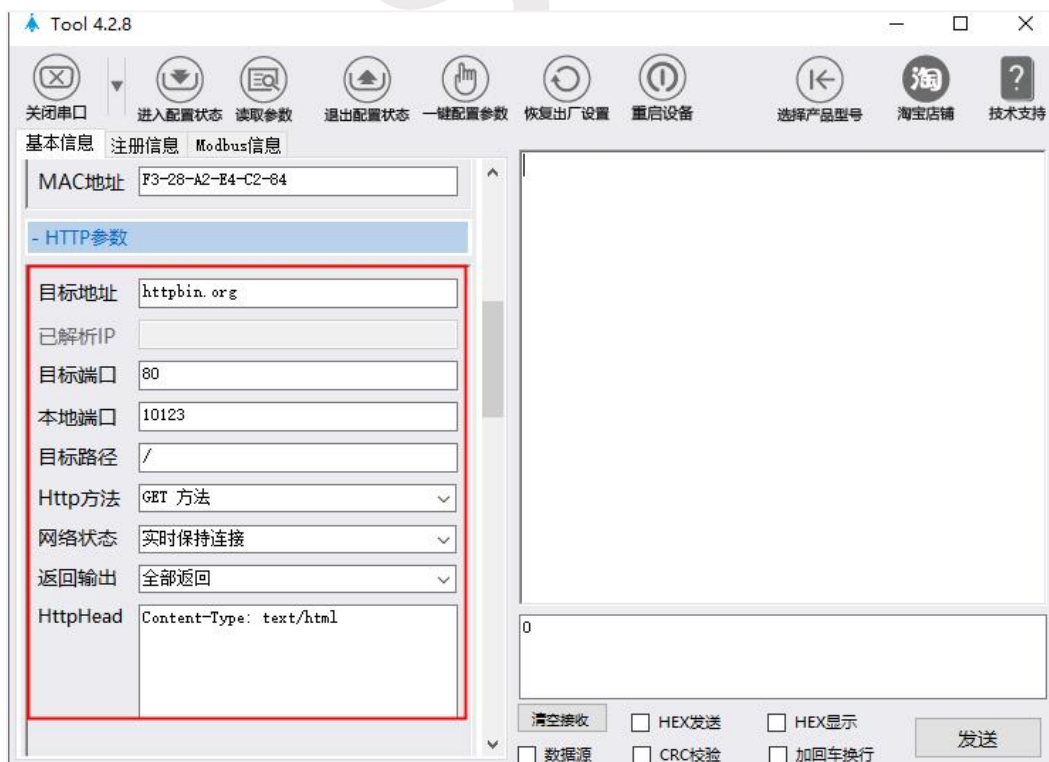 Tool 4.2.8
关闭串口 进入配置状态 读取参数 退出配置状态 一键配置参数 恢复出厂设置 重启设备 选择产品型号 淘 淘宝店铺 ? 技术支持
基本信息 注册信息 Modbus信息
MAC地址 F3-28-A2-E4-C2-84
- HTTP参数
目标地址 httpbin.org
已解析IP
目标端口 80
本地端口 10123
目标路径 /
Http方法 GET 方法
网络状态 实时保持连接
返回输出 全部返回
HttpHead Content-Type: text/html
0
清空接收 HEX发送 HEX显示 发送
数据源 CRC校验 加回车换行